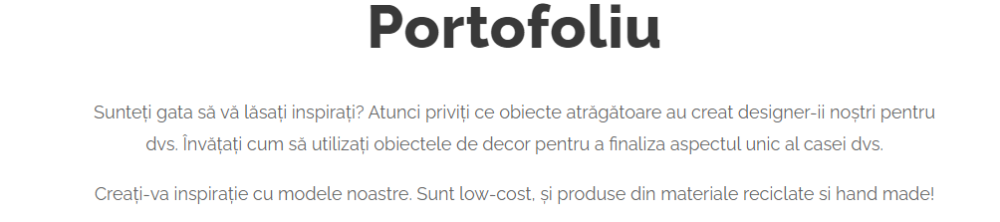 Portofoliu
Sunteți gata să vă lăsați inspirați? Atunci priviți ce obiecte atrăgătoare au creat designer-ii noștri pentru
dvs. Învățați cum să utilizați obiectele de decor pentru a finaliza aspectul unic al casei dvs.
Creați-va inspirație cu modele noastre. Sunt low-cost, și produse din materiale reciclate si hand made!